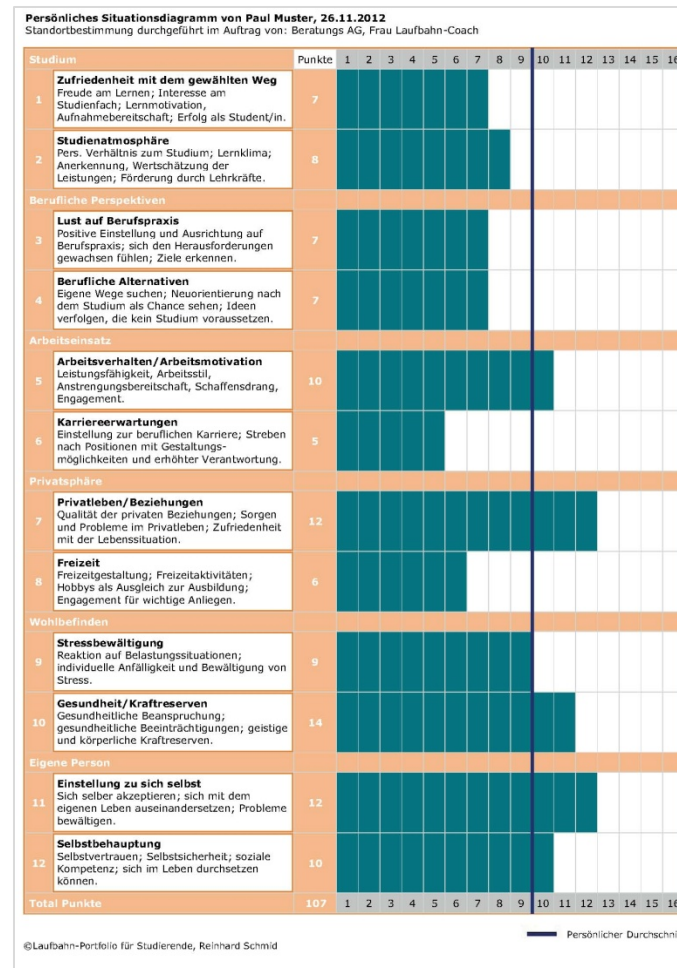 Persönliches Situationsdiagramm von Paul Muster, 26.11.2012
Standortbestimmung durchgeführt im Auftrag von: Beratungs AG, Frau Laufbahn-Coach
Studium Punkte 1 2 3 4 5 6 7 8 9 10 11 12 13 14 15 16
Zufriedenheit mit dem gewählten Weg
Freude am Lernen; Interesse am
1 Studienfach; Lernmotivation, 7
Aufnahmebereitschaft; Erfolg als Student/in.
Studienatmosphäre
Pers. Verhältnis zum Studium; Lernklima;
2 Anerkennung, Wertschätzung der 8
Leistungen; Förderung durch Lehrkräfte.
Berufliche Perspektiven
Lust auf Berufspraxis
Positive Einstellung und Ausrichtung auf
3 Berufspraxis; sich den Herausforderungen 7
gewachsen fühlen; Ziele erkennen.
Berufliche Alternativen
Eigene Wege suchen; Neuorientierung nach
4 dem Studium als Chance sehen; Ideen 7
verfolgen, die kein Studium voraussetzen.
Arbeitseinsatz
Arbeitsverhalten/Arbeitsmotivation
Leistungsfähigkeit, Arbeitsstil,
5 Anstrengungsbereitschaft, Schaffensdrang, 10
Engagement.
Karriereerwartungen
Einstellung zur beruflichen Karriere; Streben
6 nach Positionen mit Gestaltungs- 5
möglichkeiten und erhöhter Verantwortung.
Privatsphäre
Privatleben/Beziehungen
Qualität der privaten Beziehungen; Sorgen
7 und Probleme im Privatleben; Zufriedenheit 12
mit der Lebenssituation.
Freizeit
Freizeitgestaltung; Freizeitaktivitäten;
8 Hobbys als Ausgleich zur Ausbildung; 6
Engagement für wichtige Anliegen.
Wohlbefinden
Stressbewältigung
Reaktion auf Belastungssituationen;
9 individuelle Anfälligkeit und Bewältigung von 9
Stress.
Gesundheit/Kraftreserven
Gesundheitliche Beanspruchung;
10 gesundheitliche Beeinträchtigungen; geistige 14
und körperliche Kraftreserven.
Eigene Person
Einstellung zu sich selbst
Sich selber akzeptieren; sich mit dem
11 eigenen Leben auseinandersetzen; Probleme 12
bewältigen.
Selbstbehauptung
Selbstvertrauen; Selbstsicherheit; soziale
12 Kompetenz; sich im Leben durchsetzen 10
können.
Total Punkte 107 1 2 3 4 5 6 7 8 9 10 11 12 13 14 15 16
Persönlicher Durchschni
©Laufbahn-Portfolio für Studierende, Reinhard Schmid